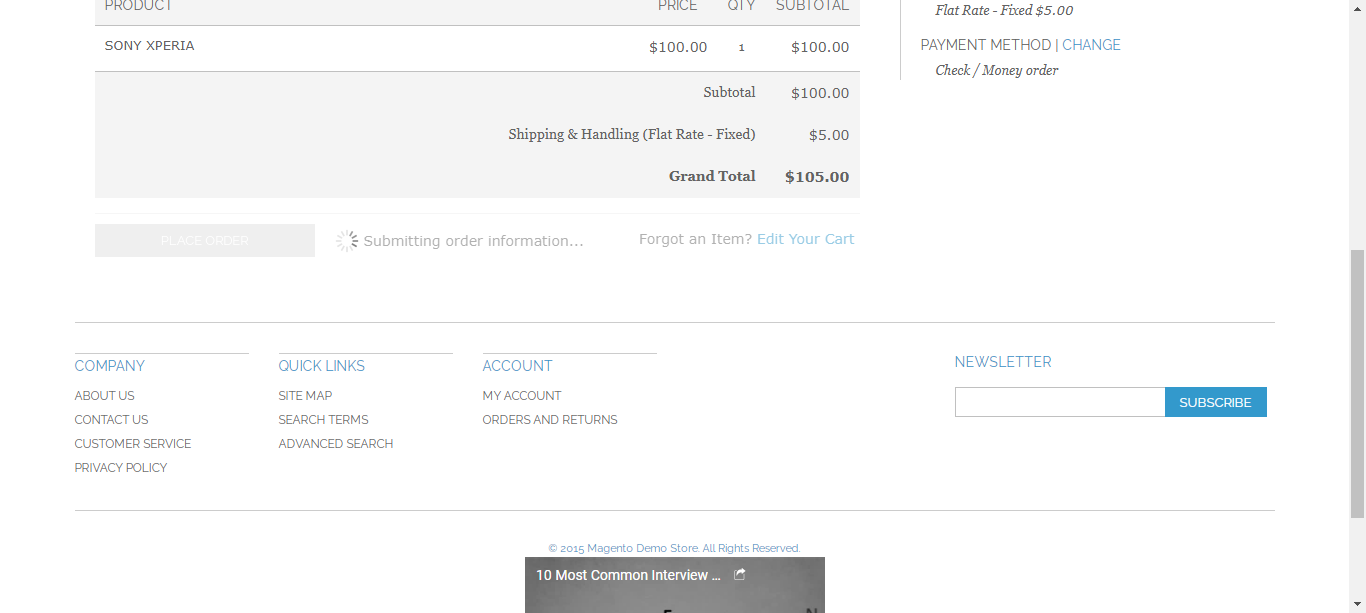 PRODUCT PRICE QTY SUBTOTAL
SONY XPERIA $100.00 1 $100.00
Subtotal $100.00
Shipping & Handling (Flat Rate - Fixed) $5.00
Grand Total $105.00
PLACE ORDER Submitting order information... Forgot an Item? Edit Your Cart
Flat Rate - Fixed $5.00
PAYMENT METHOD | CHANGE
Check / Money order
COMPANY
ABOUT US
CONTACT US
CUSTOMER SERVICE
PRIVACY POLICY
QUICK LINKS
SITE MAP
SEARCH TERMS
ADVANCED SEARCH
ACCOUNT
MY ACCOUNT
ORDERS AND RETURNS
NEWSLETTER
SUBSCRIBE
© 2015 Magento Demo Store. All Rights Reserved.
10 Most Common Interview ...